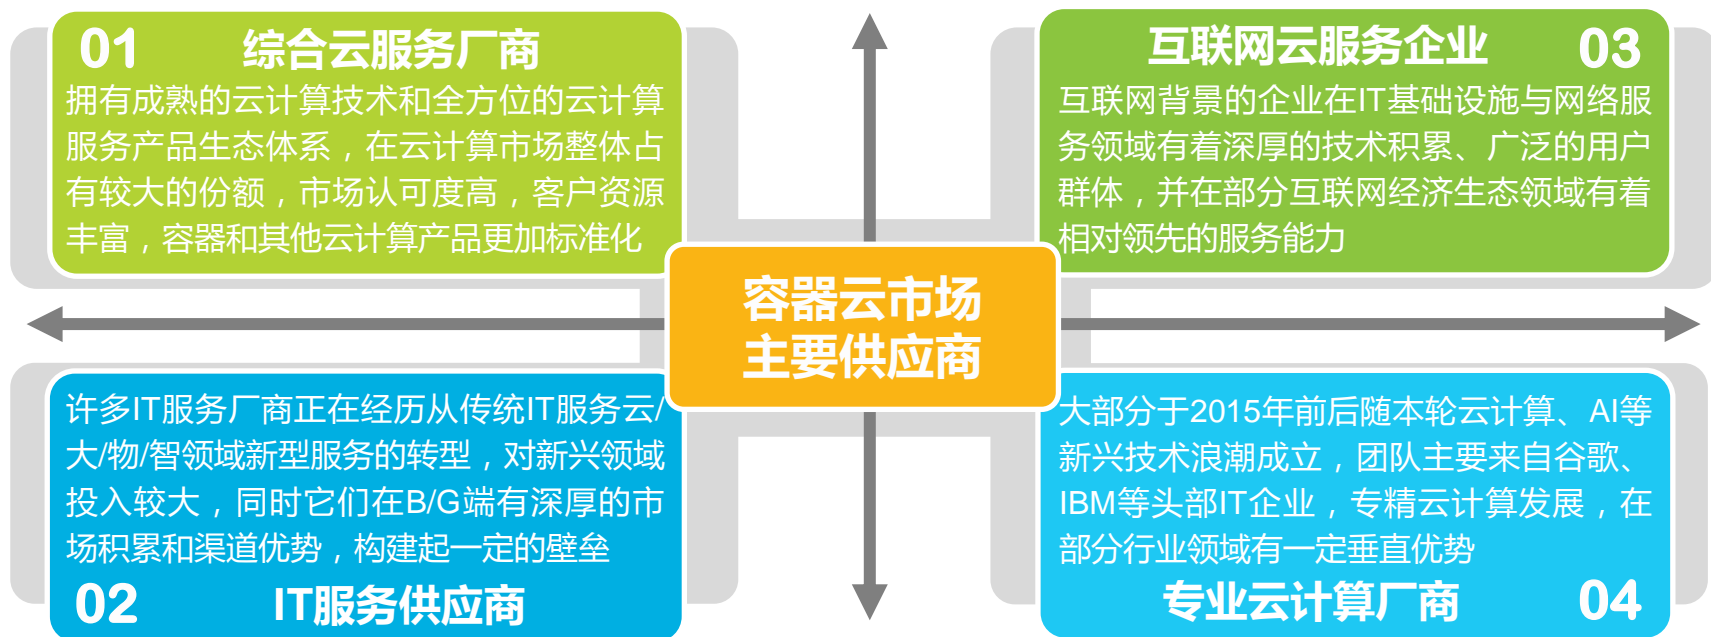 01 综合云服务厂商
拥有成熟的云计算技术和全方位的云计算
服务产品生态体系，在云计算市场整体占
有较大的份额，市场认可度高，客户资源
丰富，容器和其他云计算产品更加标准化
互联网云服务企业 03
互联网背景的企业在IT基础设施与网络服
务领域有着深厚的技术积累、广泛的用户
群体，并在部分互联网经济生态领域有着
相对领先的服务能力
容器云市场
主要供应商
许多IT服务厂商正在经历从传统IT服务云/
大/物/智领域新型服务的转型，对新兴领域
投入较大，同时它们在B/G端有深厚的市
场积累和渠道优势，构建起一定的壁垒
02 IT服务供应商
大部分于2015年前后随本轮云计算、AI等
新兴技术浪潮成立，团队主要来自谷歌、
IBM等头部IT企业，专精云计算发展，在
部分行业领域有一定垂直优势
专业云计算厂商 04